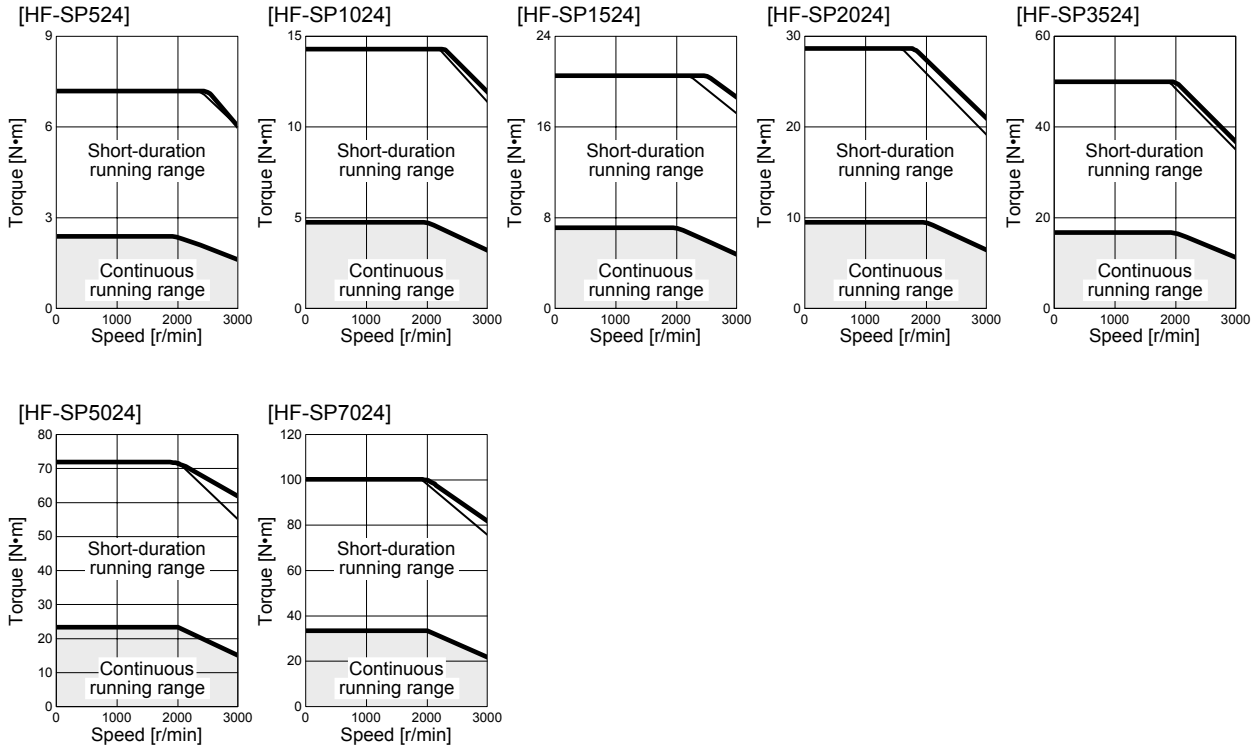 [HF-SP524]
9
6
3
0
Torque [N•m]
Short-duration
running range
Continuous
running range
0 1000 2000 3000
Speed [r/min]
[HF-SP1024]
15
10
5
0
Torque [N•m]
Short-duration
running range
Continuous
running range
0 1000 2000 3000
Speed [r/min]
[HF-SP1524]
24
16
8
0
Torque [N•m]
Short-duration
running range
Continuous
running range
0 1000 2000 3000
Speed [r/min]
[HF-SP2024]
30
20
10
0
Torque [N•m]
Short-duration
running range
Continuous
running range
0 1000 2000 3000
Speed [r/min]
[HF-SP3524]
60
40
20
0
Torque [N•m]
Short-duration
running range
Continuous
running range
0 1000 2000 3000
Speed [r/min]
[HF-SP5024]
80
70
60
50
40
30
20
10
0
Torque [N•m]
Short-duration
running range
Continuous
running range
0 1000 2000 3000
Speed [r/min]
[HF-SP7024]
120
100
80
60
40
20
0
Torque [N•m]
Short-duration
running range
Continuous
running range
0 1000 2000 3000
Speed [r/min]